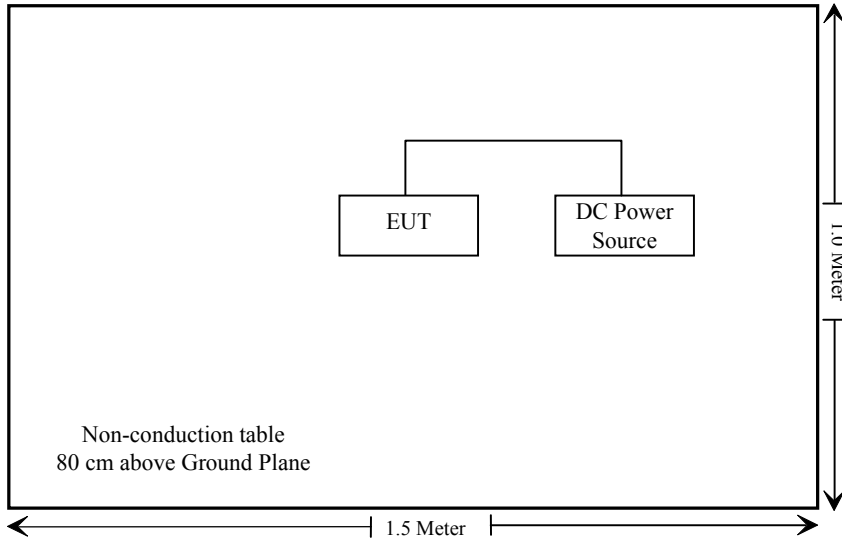 EUT
DC Power
Source
1.0 Meter
Non-conduction table
80 cm above Ground Plane
1.5 Meter